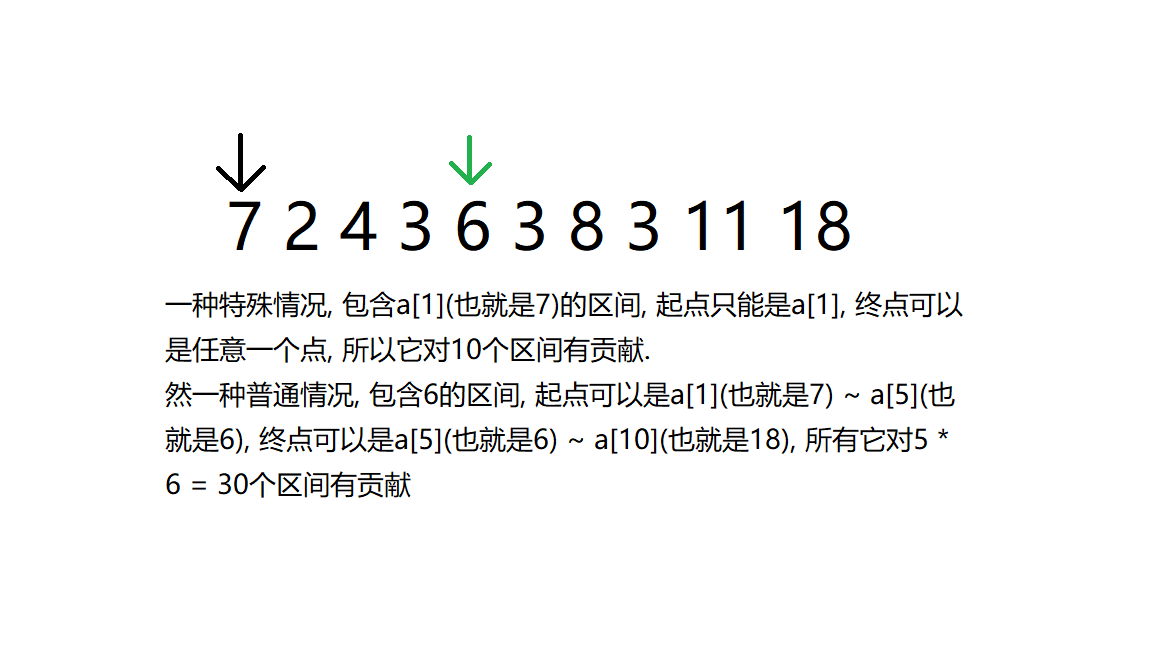 7 2 4 3 6 3 8 3 11 18
一种特殊情况, 包含a[1](也就是7)的区间, 起点只能是a[1], 终点可以
是任意一个点, 所以它对10个区间有贡献.
然一种普通情况, 包含6的区间, 起点可以是a[1](也就是7) ~ a[5](也
就是6), 终点可以是a[5](也就是6) ~ a[10](也就是18), 所有它对5 *
6 = 30个区间有贡献